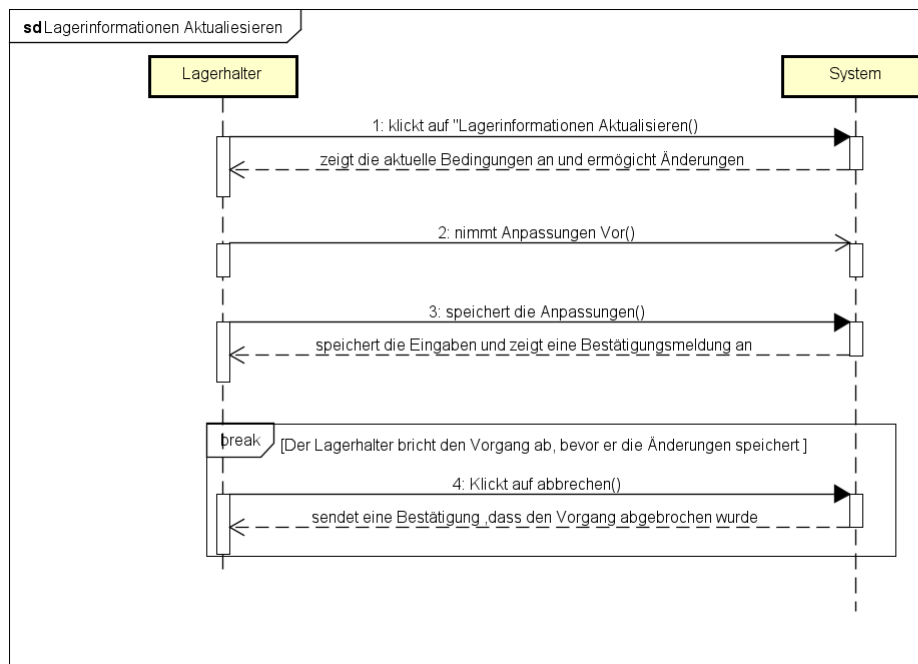 sd Lagerinformationen Aktualiesieren
Lagerhalter
System
1: klickt auf "Lagerinformationen Aktualisieren()
zeigt die aktuelle Bedingungen an und ermögicht Änderungen
2: nimmt Anpassungen Vor()
3: speichert die Anpassungen()
speichert die Eingaben und zeigt eine Bestätigungsmeldung an
break
[Der Lagerhalter bricht den Vorgang ab, bevor er die Änderungen speichert ]
4: Klickt auf abbrechen()
sendet eine Bestätigung ,dass den Vorgang abgebrochen wurde